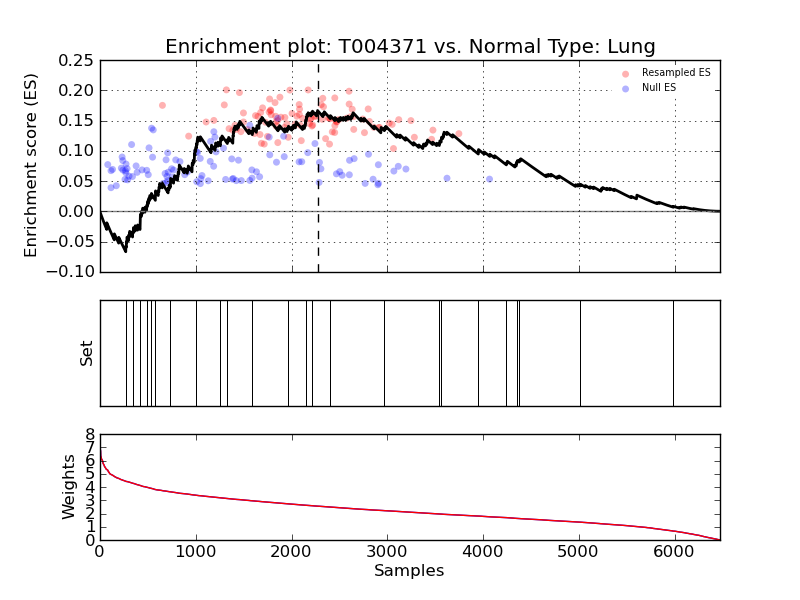 Enrichment plot: T004371 vs. Normal Type: Lung
Enrichment score (ES)
0.25
0.20
0.15
0.10
0.05
0.00
−0.05
−0.10
Resampled ES
Null ES
Set
Weights
8
7
6
5
4
3
2
1
0
0 1000 2000 3000 4000 5000 6000
Samples